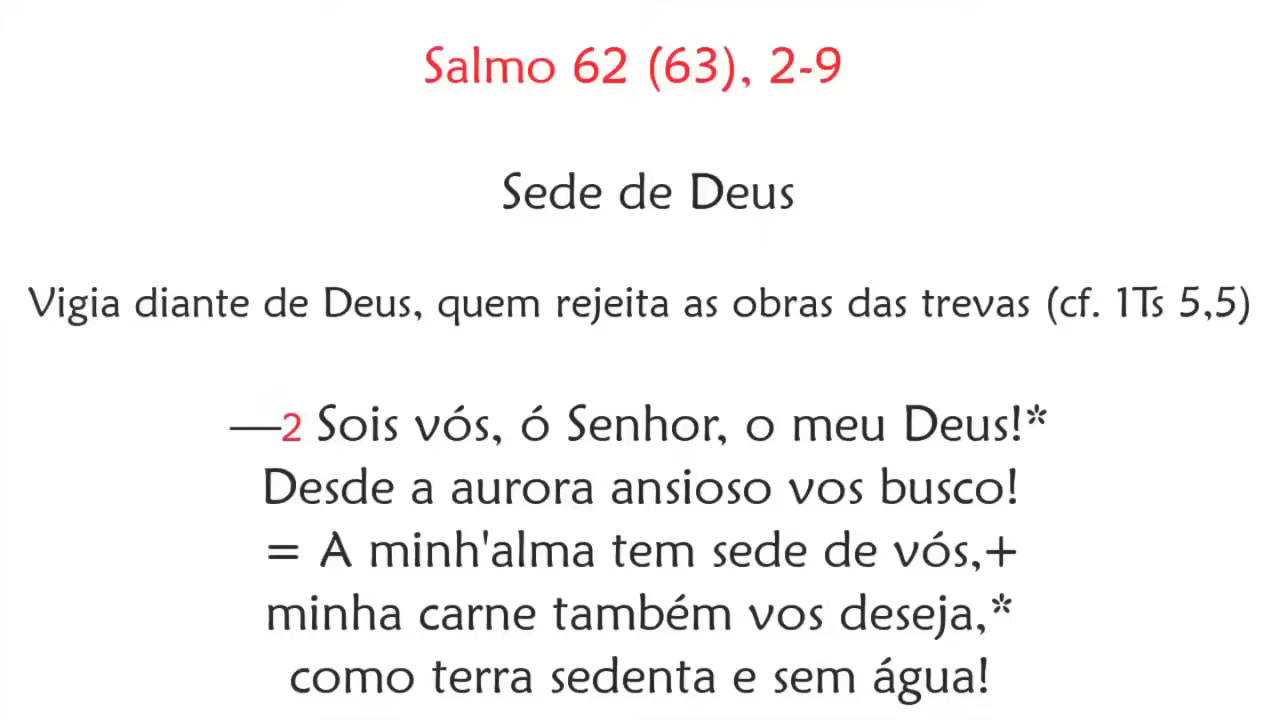 Salmo 62 (63), 2-9
Sede de Deus
Vigia diante de Deus, quem rejeita as obras das trevas (cf. 1Ts 5,5)
—2 Sois vós, ó Senhor, o meu Deus!*
Desde a aurora ansioso vos busco!
= A minh'alma tem sede de vós,+
minha carne também vos deseja,*
como terra sedenta e sem água!